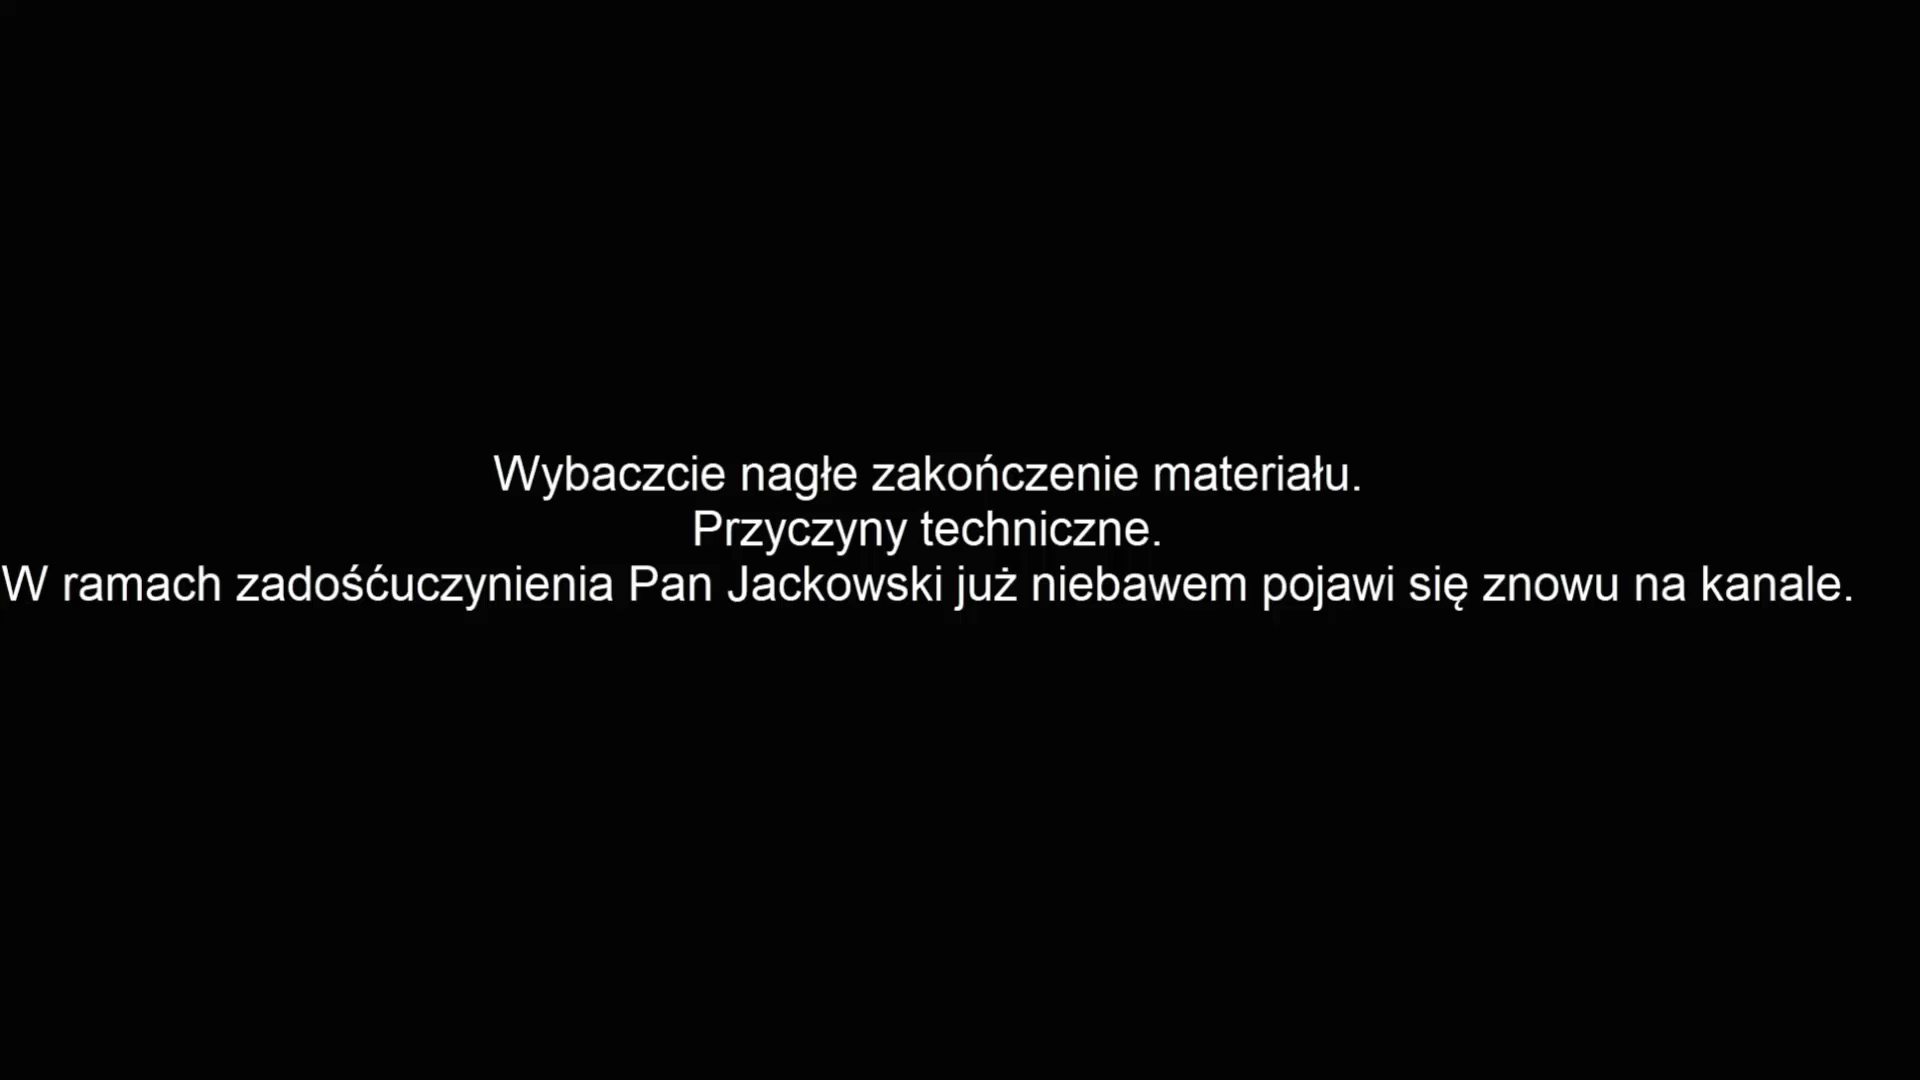 Wybaczcie nagłe zakończenie materiału.
Przyczyny techniczne.
W ramach zadośćuczynienia Pan Jackowski już niebawem pojawi się znowu na kanale.